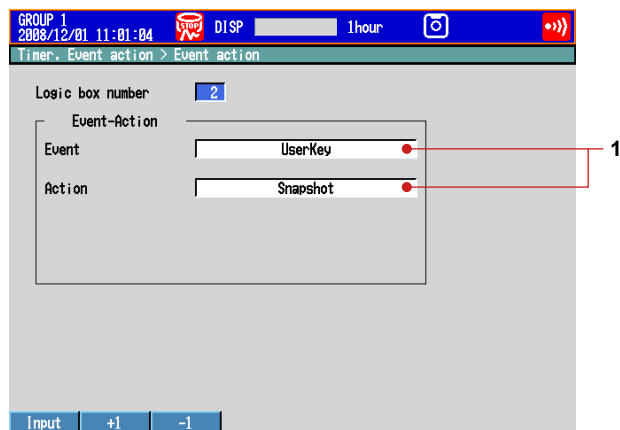 GROUP 1
2008/12/01 11:01:04
STOP
DISP
1hour
Timer, Event action > Event action
Logic box number 2
Event-Action
Event UserKey
1
Action Snapshot
Input +1 -1